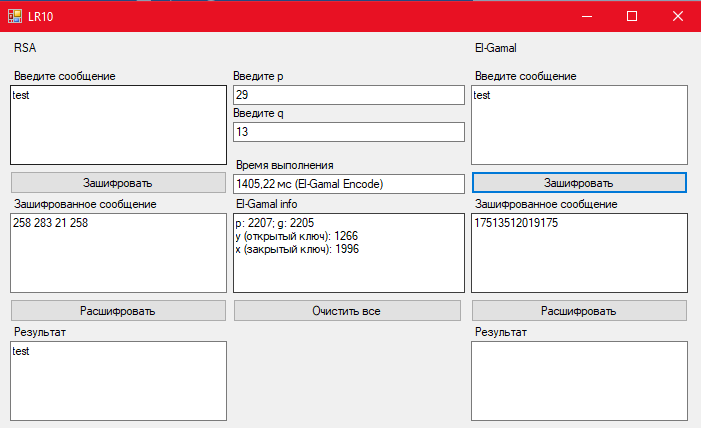 LR10
RSA
El-Gamal
Введите сообщение
Введите p
Введите сообщение
test
29
test
Введите q
13
Время выполнения
Зашифровать
1405,22 мс (El-Gamal Encode)
Зашифровать
Зашифрованное сообщение
El-Gamal info
Зашифрованное сообщение
258 283 21 258
p: 2207; g: 2205
17513512019175
y (открытый ключ): 1266
x (закрытый ключ): 1996
Расшифровать
Очистить все
Расшифровать
Результат
Результат
test